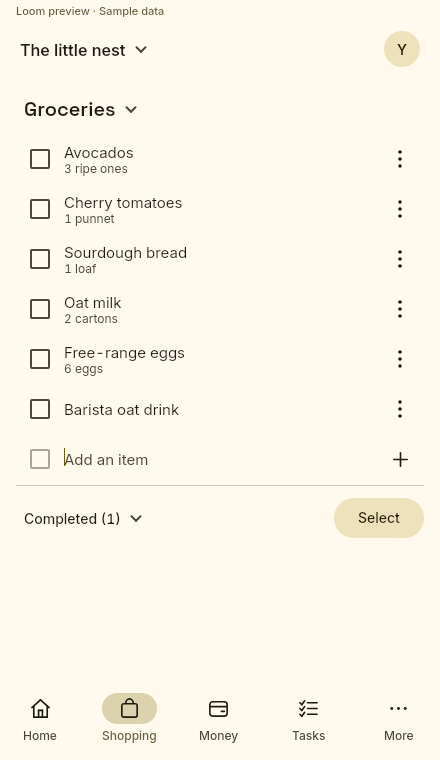 Loom preview · Sample data
The little nest
Y
Groceries
Avocados
3 ripe ones
Cherry tomatoes
1 punnet
Sourdough bread
1 loaf
Oat milk
2 cartons
Free-range eggs
6 eggs
Barista oat drink
Add an item
Completed (1)
Select
Home
Shopping
Money
Tasks
More